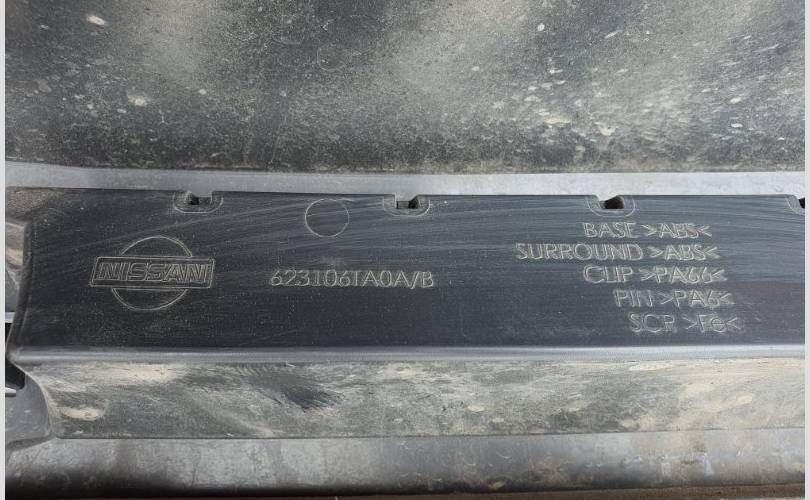 NISSAN
623106TA0A/B
BASE >ABS<
SURROUND >ABS<
CLIP >PA66<
PIN >PA6<
SCR >Fe<